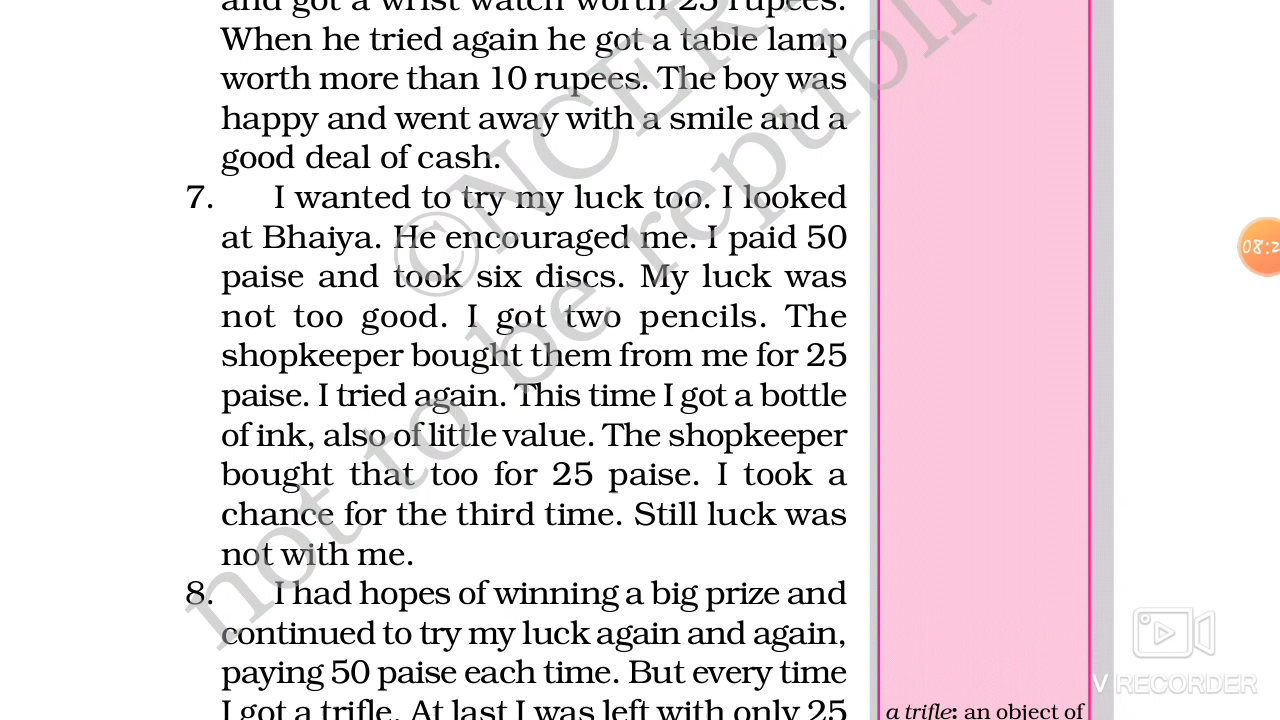 and got a wrist watch worth 25 rupees.
When he tried again he got a table lamp
worth more than 10 rupees. The boy was
happy and went away with a smile and a
good deal of cash.
7. I wanted to try my luck too. I looked
at Bhaiya. He encouraged me. I paid 50
paise and took six discs. My luck was
not too good. I got two pencils. The
shopkeeper bought them from me for 25
paise. I tried again. This time I got a bottle
of ink, also of little value. The shopkeeper
bought that too for 25 paise. I took a
chance for the third time. Still luck was
not with me.
8. I had hopes of winning a big prize and
continued to try my luck again and again,
paying 50 paise each time. But every time
I got a trifle. At last I was left with only 25
a trifle: an object of
©NCER
not to be republi
08:2
V RECORDER